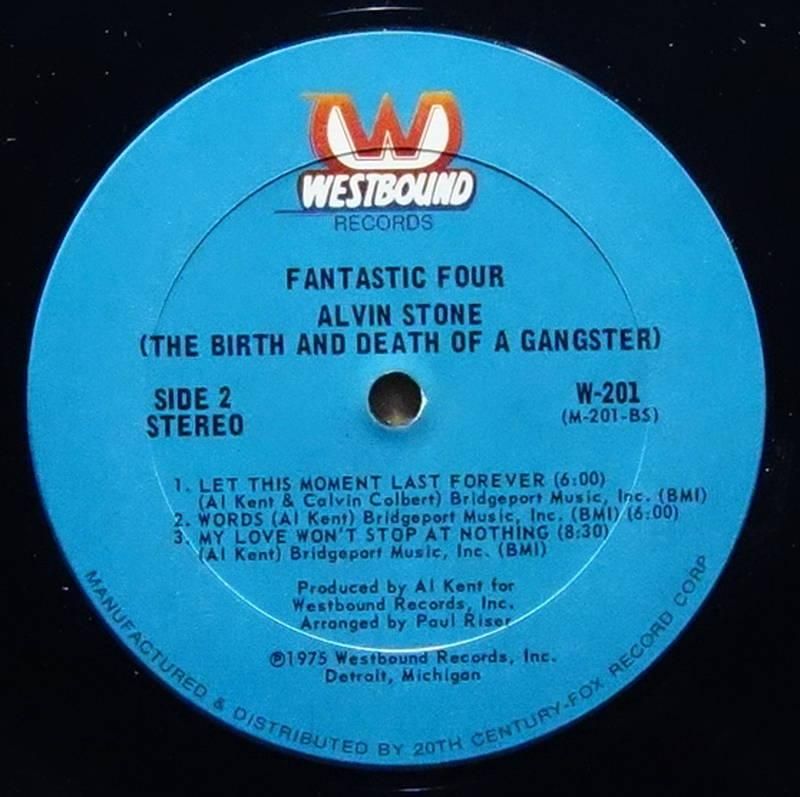 W
WESTBOUND
RECORDS
FANTASTIC FOUR
ALVIN STONE
(THE BIRTH AND DEATH OF A GANGSTER)
SIDE 2
STEREO
W-201
(M-201-BS)
1. LET THIS MOMENT LAST FOREVER (6:00)
(Al Kent & Calvin Colbert) Bridgeport Music, Inc. (BMI)
2. WORDS (Al Kent) Bridgeport Music, Inc. (BMI) (6:00)
3. MY LOVE WON'T STOP AT NOTHING (8:30)
(Al Kent) Bridgeport Music, Inc. (BMI)
Produced by Al Kent for
Westbound Records, Inc.
Arranged by Paul Riser
℗1975 Westbound Records, Inc.
Detroit, Michigan
MANUFACTURED & DISTRIBUTED BY 20TH CENTURY-FOX RECORD CORP